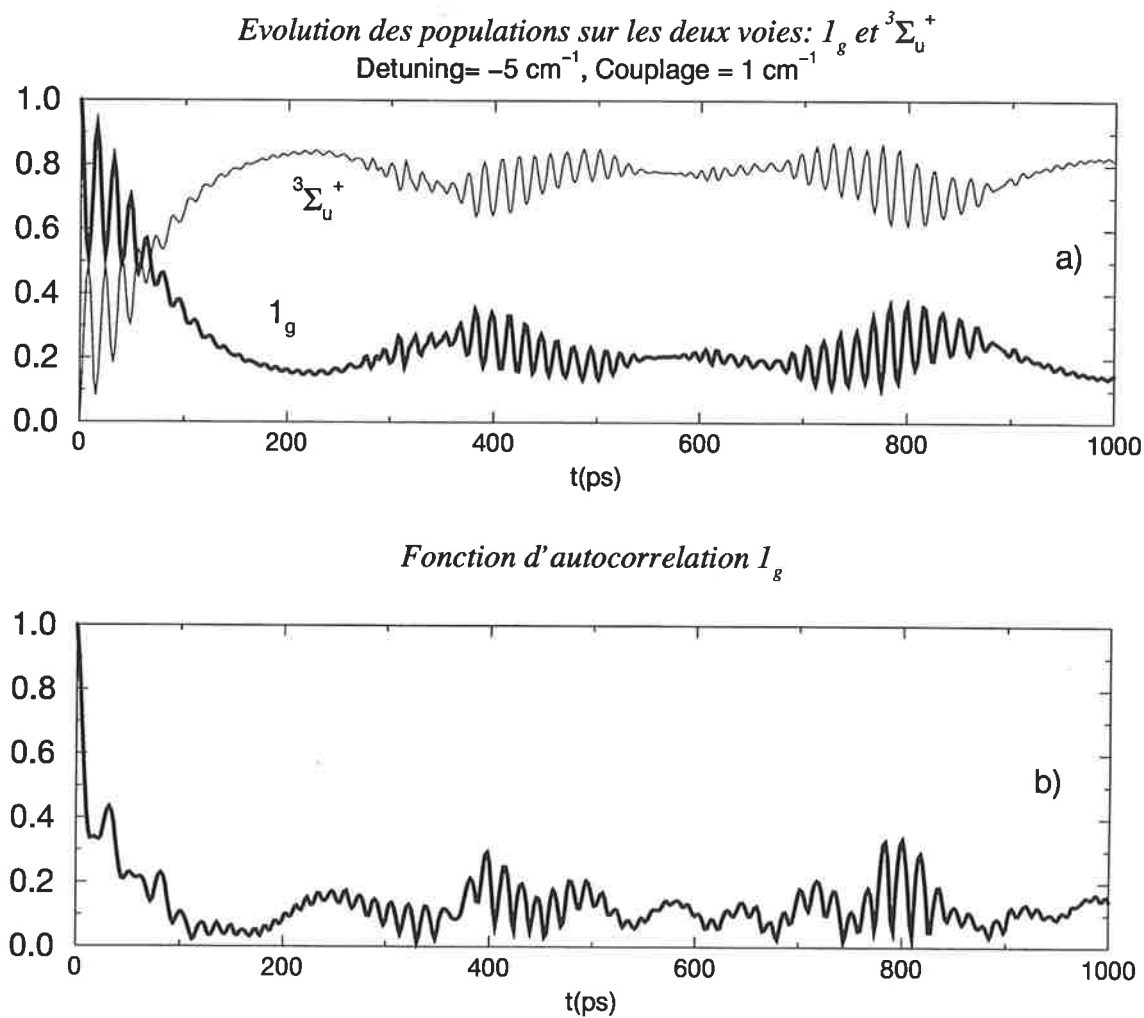 Evolution des populations sur les deux voies: 1g et ³Σu⁺
Detuning= −5 cm⁻¹, Couplage = 1 cm⁻¹
1.0
0.8
³Σu⁺
0.6
a)
0.4
1g
0.2
0.0
0 200 400 600 800 1000
t(ps)
Fonction d'autocorrelation 1g
1.0
0.8
0.6
b)
0.4
0.2
0.0
0 200 400 600 800 1000
t(ps)